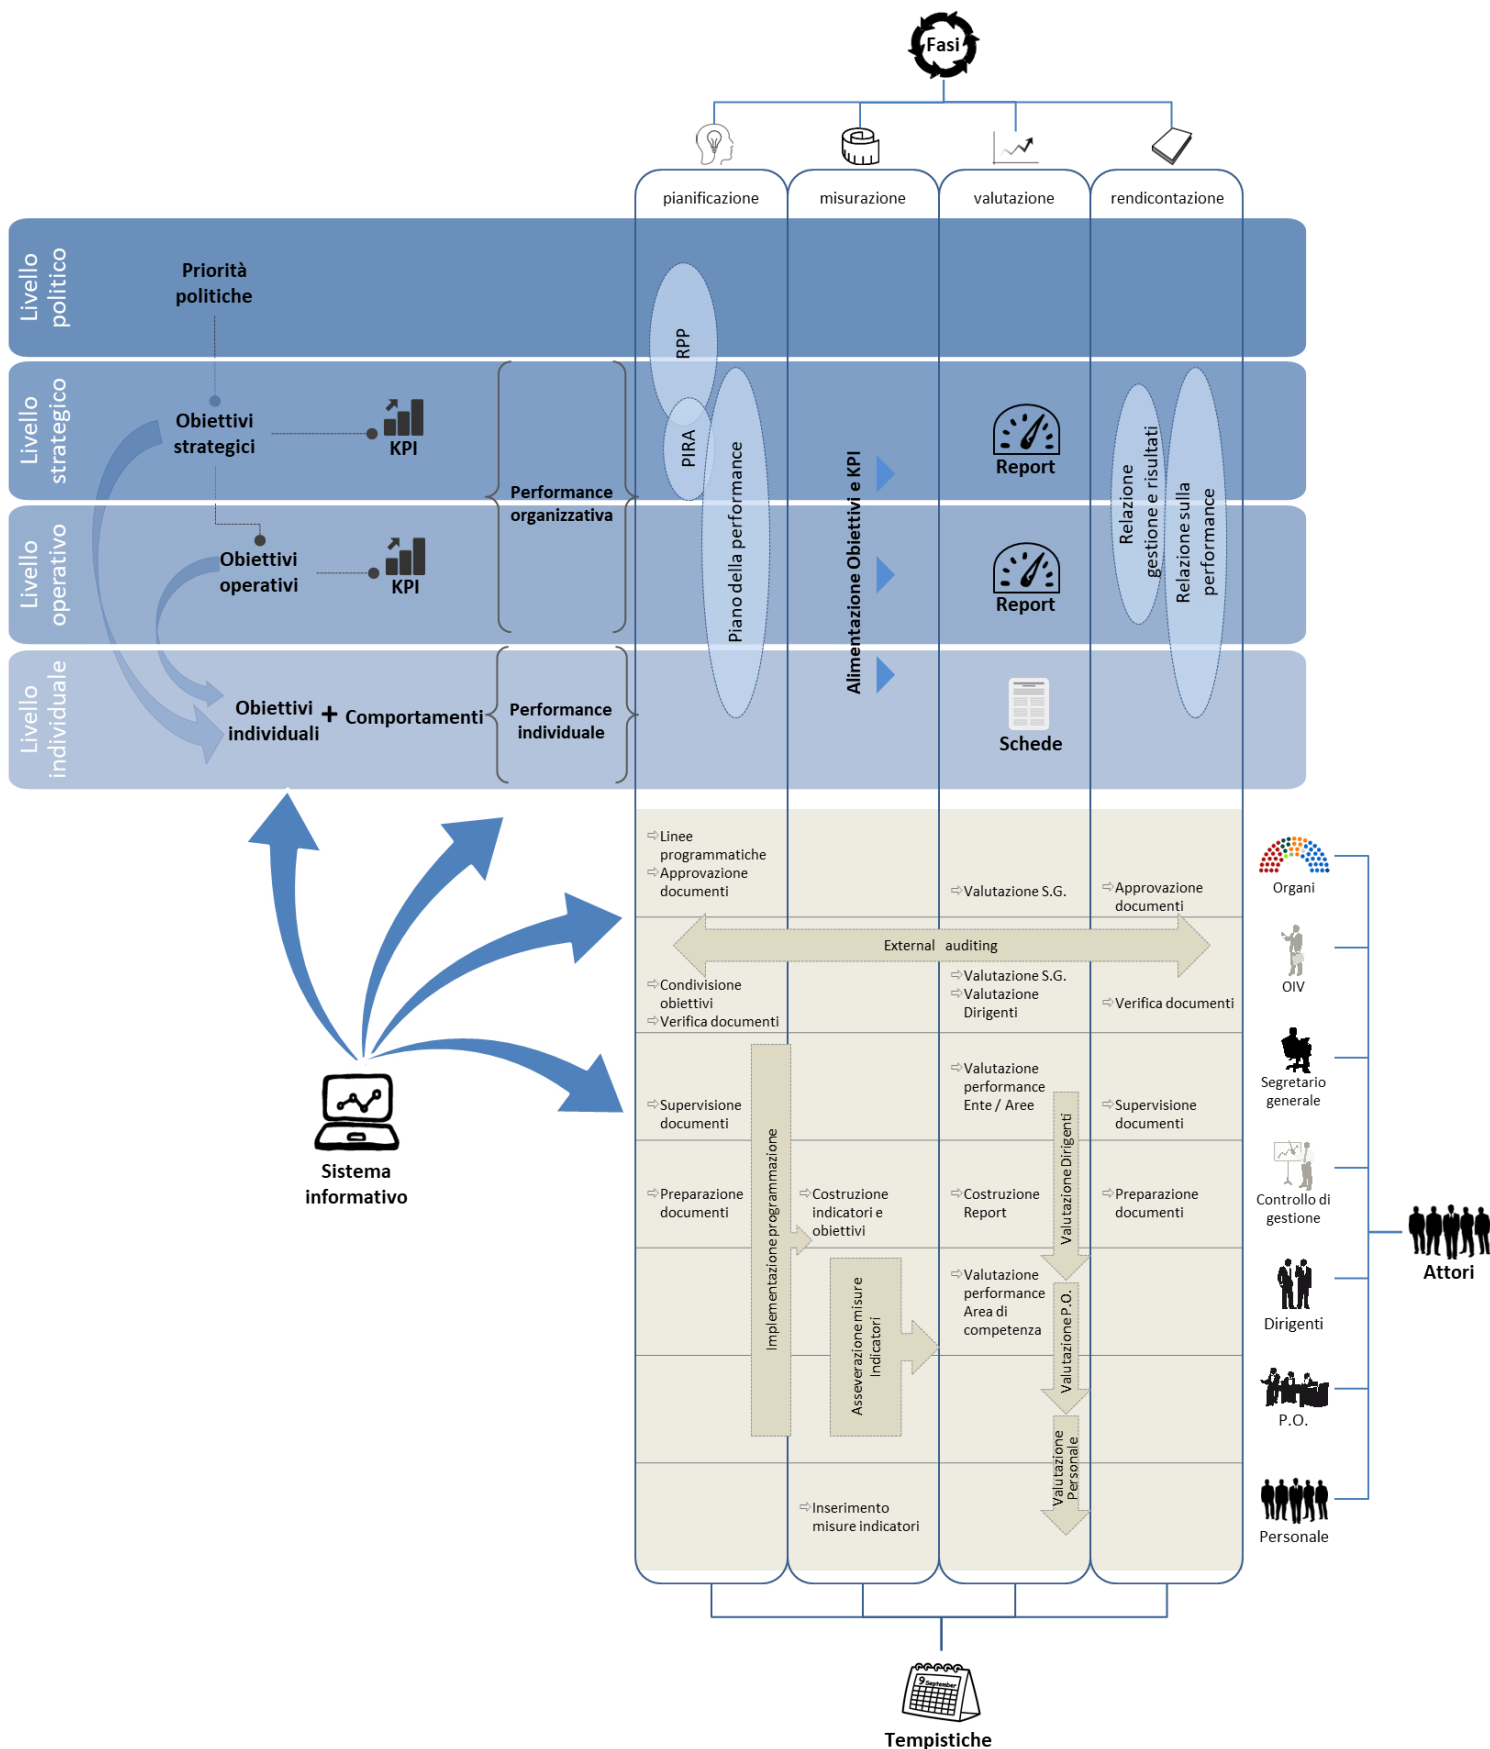 Fasi
pianificazione
misurazione
valutazione
rendicontazione
Livello
politico
Priorità
politiche
RPP
Livello
strategico
Obiettivi
strategici
KPI
Performance
organizzativa
PIRA
Piano della performance
Alimentazione Obiettivi e KPI
Report
Relazione
gestione e risultati
Relazione sulla
performance
Livello
operativo
Obiettivi
operativi
KPI
Report
Livello
individuale
Obiettivi
individuali
+
Comportamenti
Performance
individuale
Schede
Linee
programmatiche
Approvazione
documenti
Valutazione S.G.
Approvazione
documenti
Organi
External auditing
Condivisione
obiettivi
Verifica documenti
Valutazione S.G.
Valutazione
Dirigenti
Verifica documenti
OIV
Supervisione
documenti
Implementazione programmazione
Valutazione
performance
Ente / Aree
Valutazione Dirigenti
Supervisione
documenti
Segretario
generale
Sistema
informativo
Preparazione
documenti
Costruzione
indicatori e
obiettivi
Costruzione
Report
Preparazione
documenti
Controllo di
gestione
Attori
Asseverazione misure
Indicatori
Valutazione
performance
Area di
competenza
Valutazione P.O.
Dirigenti
P.O.
Valutazione
Personale
Inserimento
misure indicatori
Personale
9 September
Tempistiche